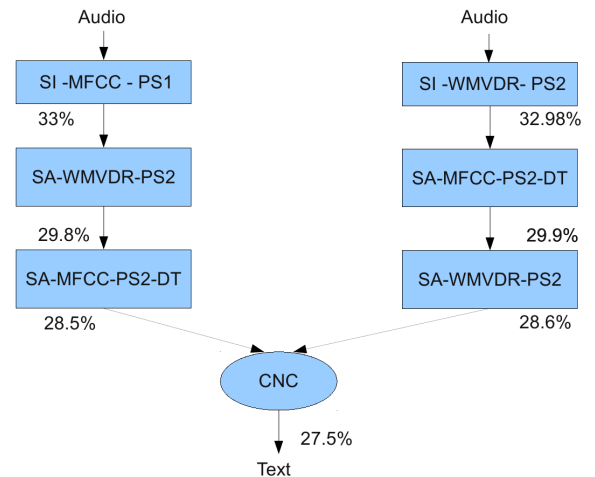 Audio
SI -MFCC - PS1
33%
SA-WMVDR-PS2
29.8%
SA-MFCC-PS2-DT
28.5%
Audio
SI -WMVDR- PS2
32.98%
SA-MFCC-PS2-DT
29.9%
SA-WMVDR-PS2
28.6%
CNC
27.5%
Text